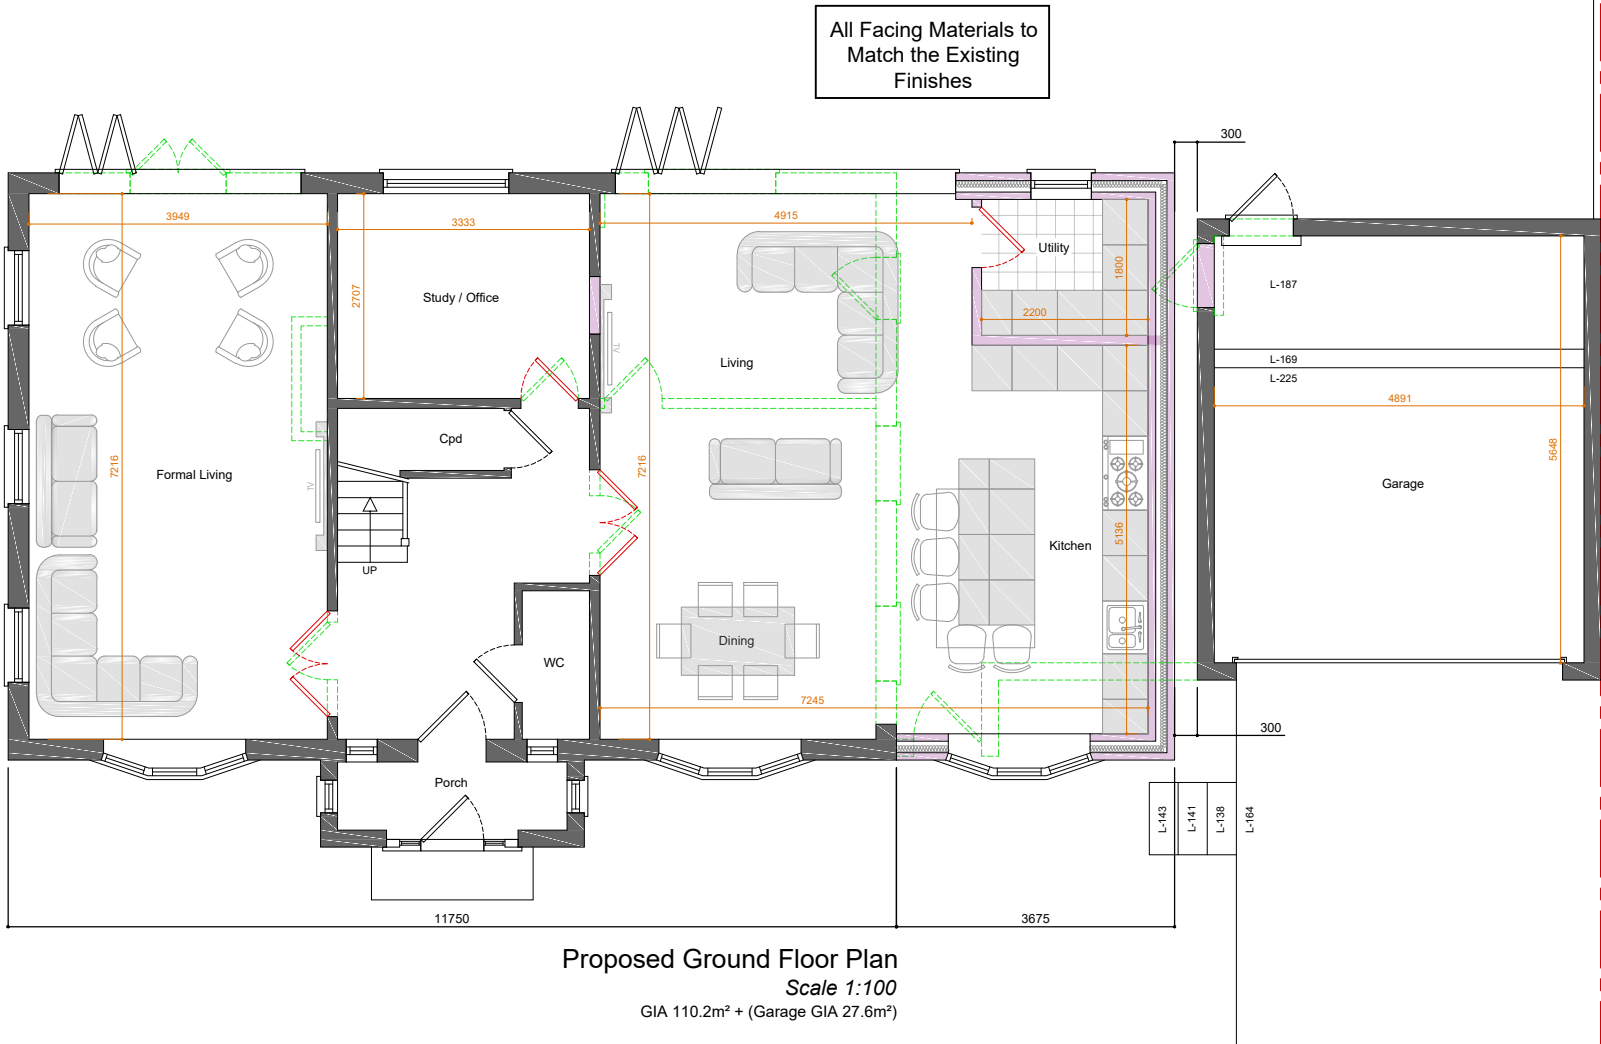 All Facing Materials to
Match the Existing
Finishes
300
3949
3333
4915
Utility
1800
2707
Study / Office
L-187
2200
TV
Living
L-169
L-225
4891
Cpd
7216
Formal Living
7216
5648
TV
Garage
5136
Kitchen
UP
Dining
WC
7245
300
Porch
L-143
L-141
L-138
L-164
11750
3675
Proposed Ground Floor Plan
Scale 1:100
GIA 110.2m² + (Garage GIA 27.6m²)